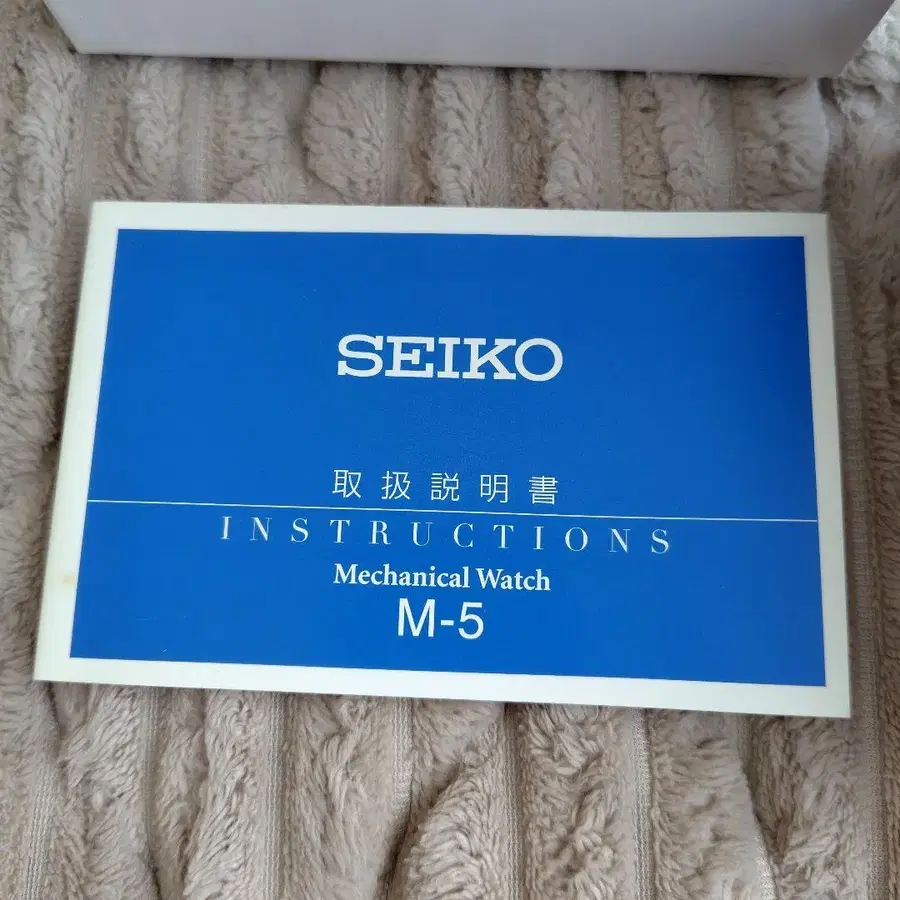 SEIKO
取扱説明書
INSTRUCTIONS
Mechanical Watch
M-5